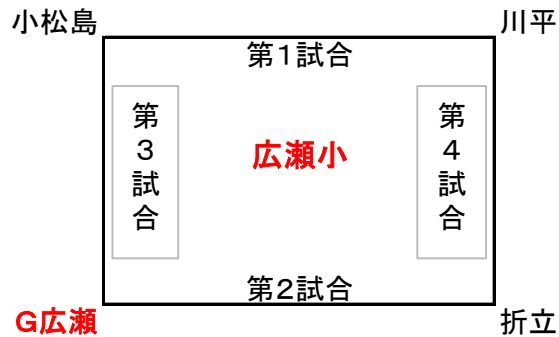 小松島
川平
第１試合
第３試合
広瀬小
第４試合
第２試合
G広瀬
折立